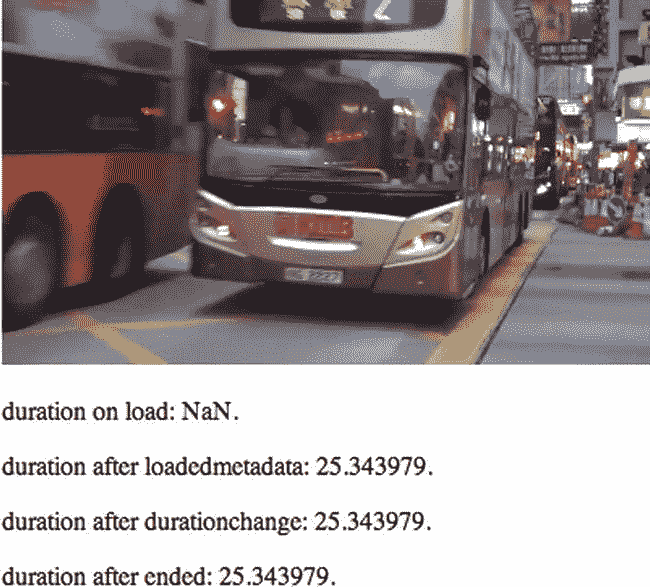 duration on load: NaN.
duration after loadedmetadata: 25.343979.
duration after durationchange: 25.343979.
duration after ended: 25.343979.